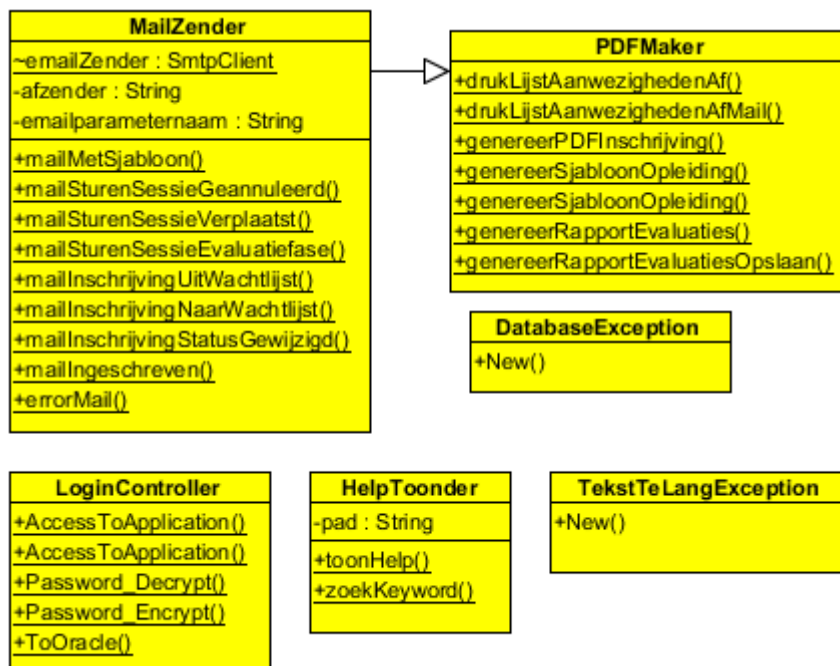 MailZender
~emailZender : SmtpClient
-afzender : String
-emailparameternaam : String
+mailMetSjabloon()
+mailSturenSessieGeannuleerd()
+mailSturenSessieVerplaatst()
+mailSturenSessieEvaluatiefase()
+mailInschrijvingUitWachtlijst()
+mailInschrijvingNaarWachtlijst()
+mailInschrijvingStatusGewijzigd()
+mailIngeschreven()
+errorMail()
PDFMaker
+drukLijstAanwezighedenAf()
+drukLijstAanwezighedenAfMail()
+genereerPDFInschrijving()
+genereerSjabloonOpleiding()
+genereerSjabloonOpleiding()
+genereerRapportEvaluaties()
+genereerRapportEvaluatiesOpslaan()
DatabaseException
+New()
LoginController
+AccessToApplication()
+AccessToApplication()
+Password_Decrypt()
+Password_Encrypt()
+ToOracle()
HelpToonder
-pad : String
+toonHelp()
+zoekKeyword()
TekstTeLangException
+New()